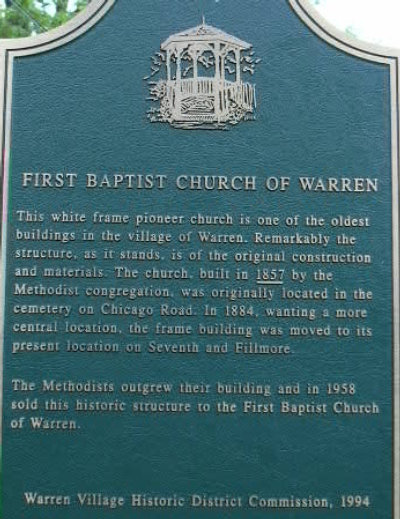 FIRST BAPTIST CHURCH OF WARREN
This white frame pioneer church is one of the oldest
buildings in the village of Warren. Remarkably the
structure, as it stands, is of the original construction
and materials. The church, built in 1857 by the
Methodist congregation, was originally located in the
cemetery on Chicago Road. In 1884, wanting a more
central location, the frame building was moved to its
present location on Seventh and Fillmore.
The Methodists outgrew their building and in 1958
sold this historic structure to the First Baptist Church
of Warren.
Warren Village Historic District Commission, 1994